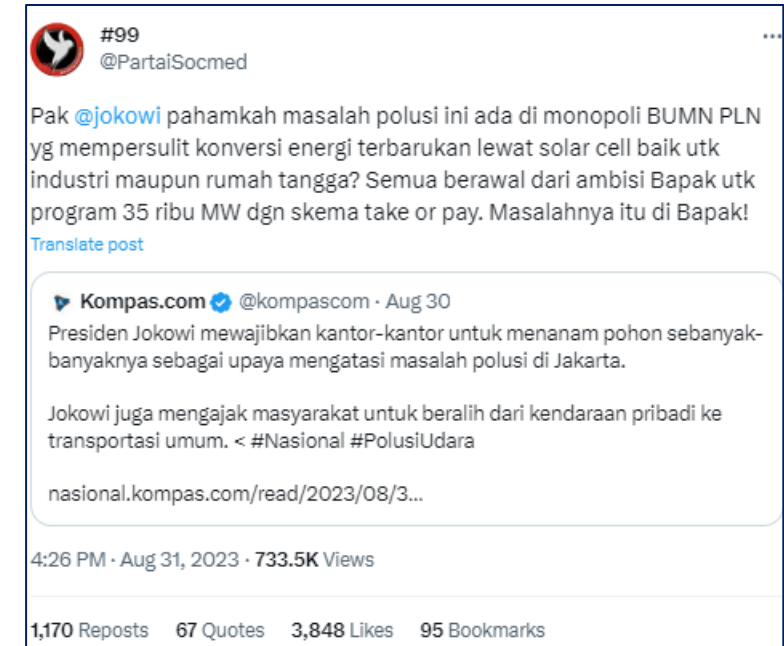 #99
@PartaiSocmed
Pak @jokowi pahamkah masalah polusi ini ada di monopoli BUMN PLN
yg mempersulit konversi energi terbarukan lewat solar cell baik utk
industri maupun rumah tangga? Semua berawal dari ambisi Bapak utk
program 35 ribu MW dgn skema take or pay. Masalahnya itu di Bapak!
Translate post
Kompas.com @kompascom · Aug 30
Presiden Jokowi mewajibkan kantor-kantor untuk menanam pohon sebanyak-
banyaknya sebagai upaya mengatasi masalah polusi di Jakarta.
Jokowi juga mengajak masyarakat untuk beralih dari kendaraan pribadi ke
transportasi umum. < #Nasional #PolusiUdara
nasional.kompas.com/read/2023/08/3...
4:26 PM · Aug 31, 2023 · 733.5K Views
1,170 Reposts 67 Quotes 3,848 Likes 95 Bookmarks